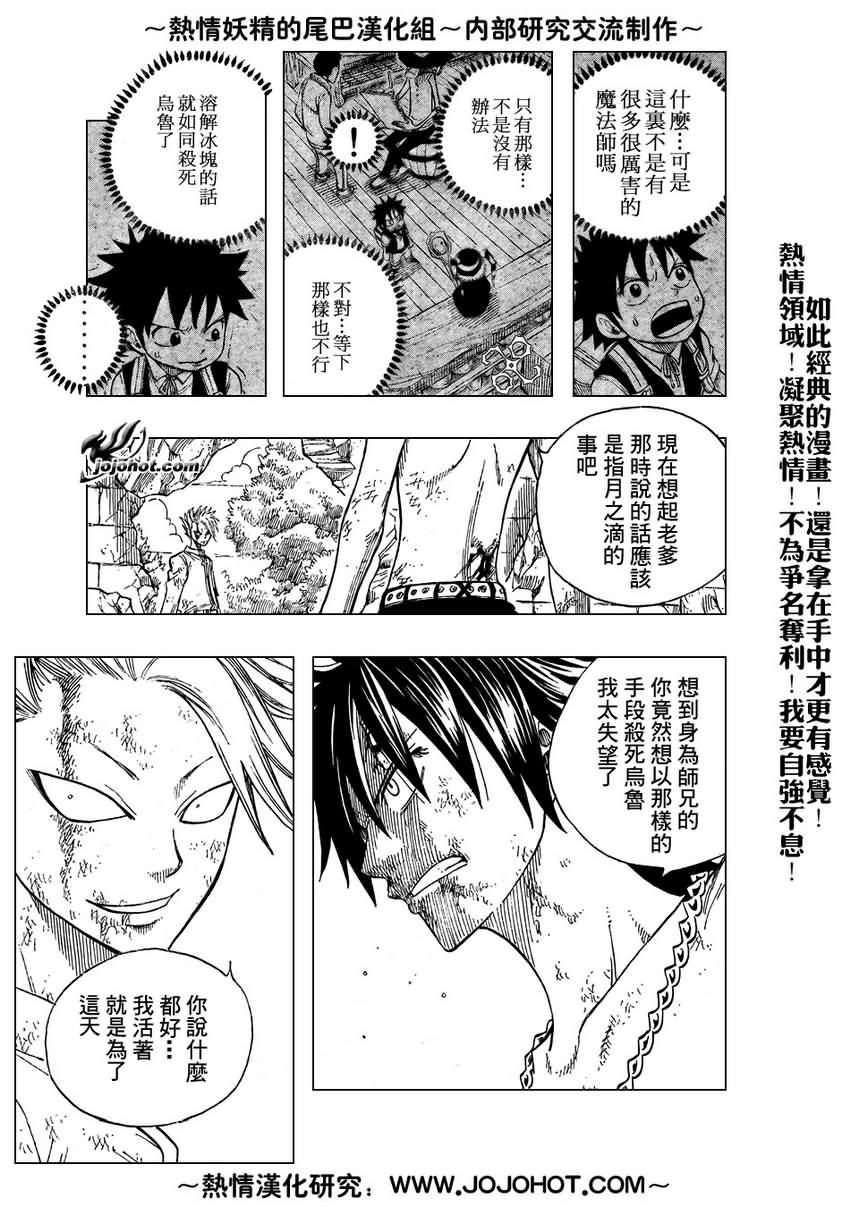 ～熱情妖精的尾巴漢化組～內部研究交流制作～
什麼…可是
這裏不是有
很多很厲害的
魔法師嗎
只有那樣…
不是沒有
辦法
！
不對…等下
那樣也不行
溶解冰塊的話
就如同殺死
烏魯了
………
現在想起老爹
那時說的話應該
是指月之滴的
事吧
jojohot.com
想到身為師兄的
你竟然想以那樣的
手段殺死烏魯
我太失望了
你說什麼
都好…
我活著
就是為了
這天
如此經典的漫畫！還是拿在手中才更有感覺！
熱情領域！凝聚熱情！不為爭名奪利！我要自強不息！
～熱情漢化研究：WWW.JOJOHOT.COM～